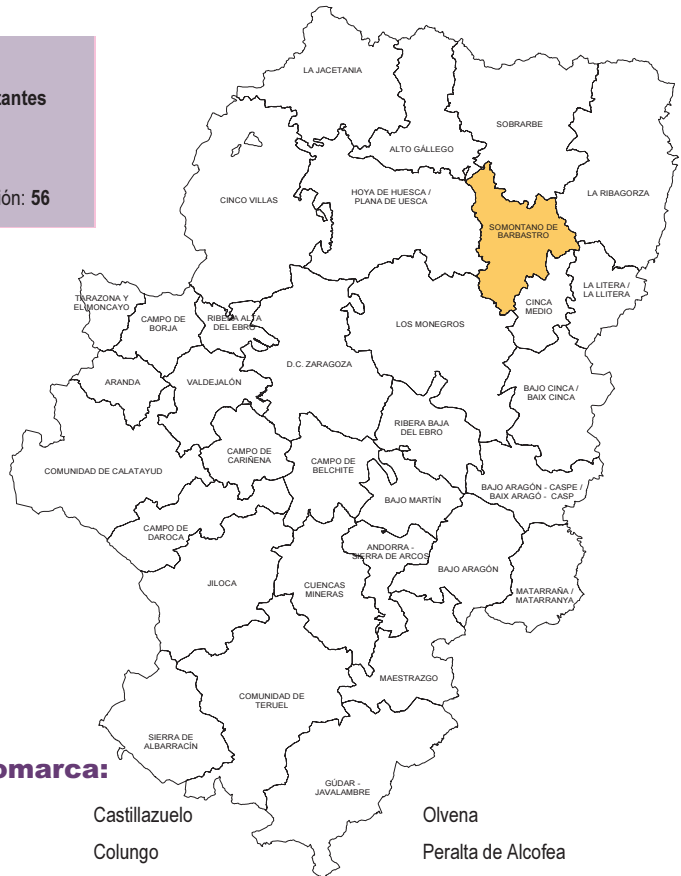 tantes
ión: 56
LA JACETANIA
SOBRARBE
ALTO GÁLLEGO
HOYA DE HUESCA /
PLANA DE UESCA
CINCO VILLAS
LA RIBAGORZA
SOMONTANO DE
BARBASTRO
LA LITERA /
LA LLITERA
CINCA
MEDIO
TARAZONA Y
EL MONCAYO
CAMPO DE
BORJA
RIBERA ALTA
DEL EBRO
LOS MONEGROS
D.C. ZARAGOZA
ARANDA
VALDEJALÓN
BAJO CINCA /
BAIX CINCA
RIBERA BAJA
DEL EBRO
CAMPO DE
CARIÑENA
CAMPO DE
BELCHITE
COMUNIDAD DE CALATAYUD
BAJO ARAGÓN - CASPE /
BAIX ARAGÓ - CASP
BAJO MARTÍN
CAMPO DE
DAROCA
ANDORRA -
SIERRA DE ARCOS
BAJO ARAGÓN
JILOCA
CUENCAS
MINERAS
MATARRAÑA /
MATARRANYA
MAESTRAZGO
COMUNIDAD DE
TERUEL
SIERRA DE
ALBARRACÍN
GÚDAR -
JAVALAMBRE
omarca:
Castillazuelo
Olvena
Colungo
Peralta de Alcofea